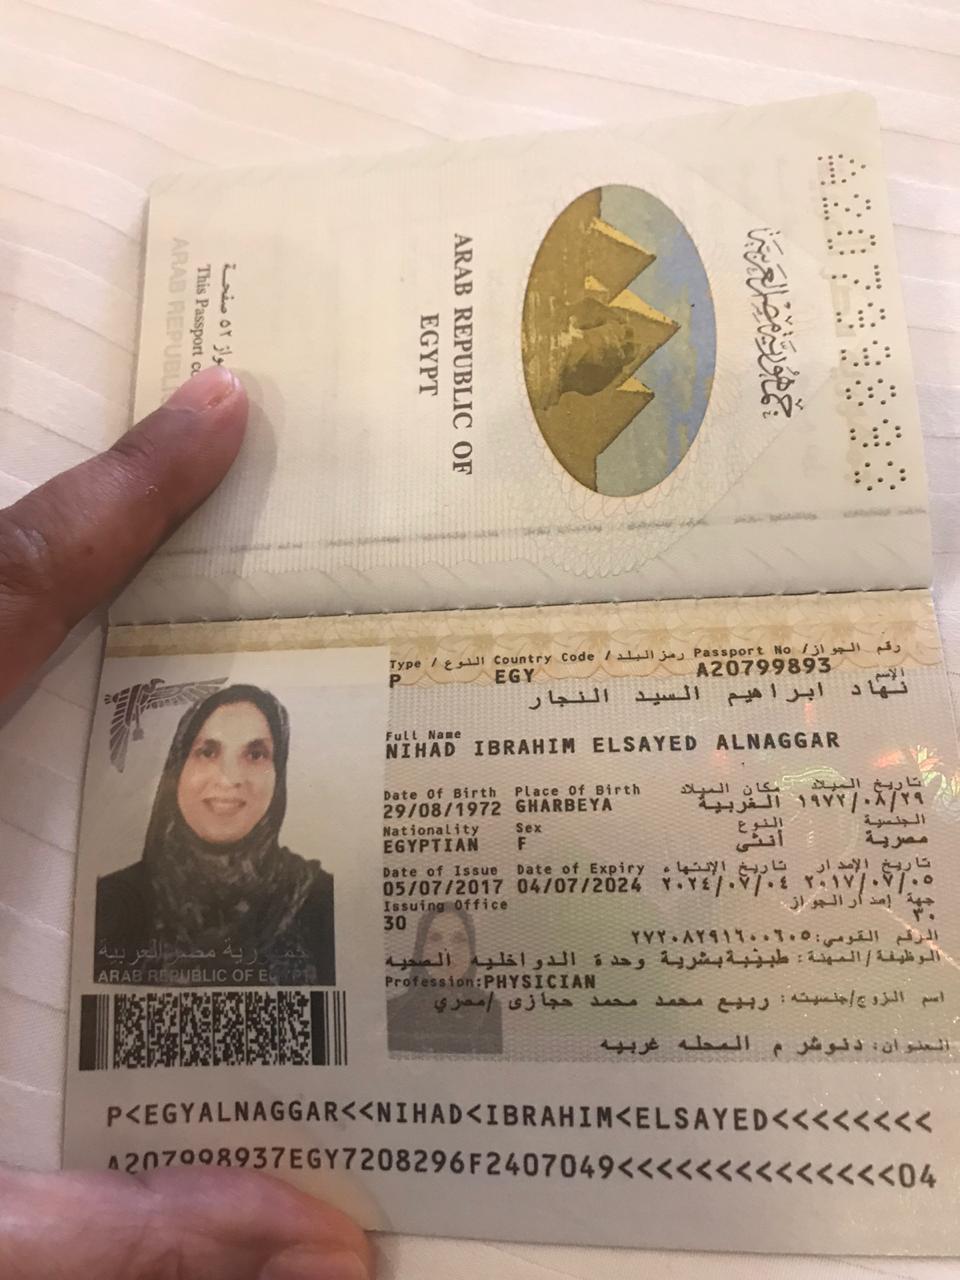 A20799893
جمهورية مصر العربية
ARAB REPUBLIC OF
EGYPT
٥٢ صفحة
This Passport
ARAB REPUBLIC
Type / النوع Country Code / رمز البلد Passport No / رقم الجواز
P EGY A20799893
الإسم
نهاد ابراهيم السيد النجار
Full Name
NIHAD IBRAHIM ELSAYED ALNAGGAR
Date Of Birth Place Of Birth مكان الميلاد تاريخ الميلاد
29/08/1972 GHARBEYA الغربية ١٩٧٢/٠٨/٢٩
Nationality Sex النوع الجنسية
EGYPTIAN F أنثى مصرية
Date of Issue Date of Expiry تاريخ الإنتهاء تاريخ الإصدار
05/07/2017 04/07/2024 ٢٠٢٤/٠٧/٠٤ ٢٠١٧/٠٧/٠٥
Issuing Office جهة إصدار الجواز
30 ٣٠
الرقم القومي: ٢٧٢٠٨٢٩١٦٠٠٦٠٥
الوظيفة/المهنة: طبيبة بشرية وحدة الدواخليه الصحيه
Profession:PHYSICIAN
اسم الزوج/جنسيته: ربيع محمد محمد حجازى /مصري
العنوان: دنوشر م المحله غربيه
جمهورية مصر العربية
ARAB REPUBLIC OF EGYPT
P<EGYALNAGGAR<<NIHAD<IBRAHIM<ELSAYED<<<<<<<<
A207998937EGY7208296F2407049<<<<<<<<<<<<<<04